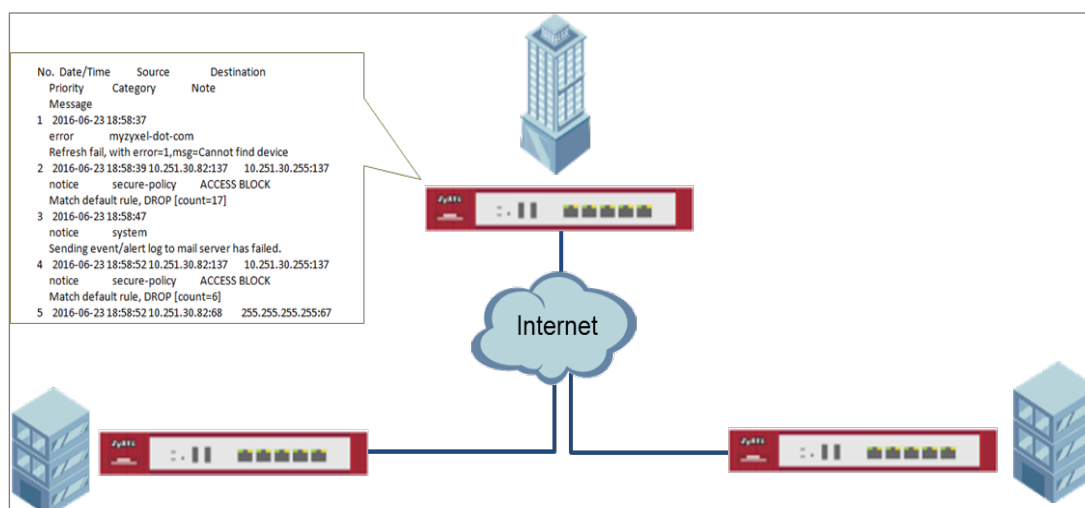 No. Date/Time Source Destination
Priority Category Note
Message
1 2016-06-23 18:58:37
error myzyxel-dot-com
Refresh fail, with error=1,msg=Cannot find device
2 2016-06-23 18:58:39 10.251.30.82:137 10.251.30.255:137
notice secure-policy ACCESS BLOCK
Match default rule, DROP [count=17]
3 2016-06-23 18:58:47
notice system
Sending event/alert log to mail server has failed.
4 2016-06-23 18:58:52 10.251.30.82:137 10.251.30.255:137
notice secure-policy ACCESS BLOCK
Match default rule, DROP [count=6]
5 2016-06-23 18:58:52 10.251.30.82:68 255.255.255.255:67
ZyXEL
Internet
ZyXEL
ZyXEL